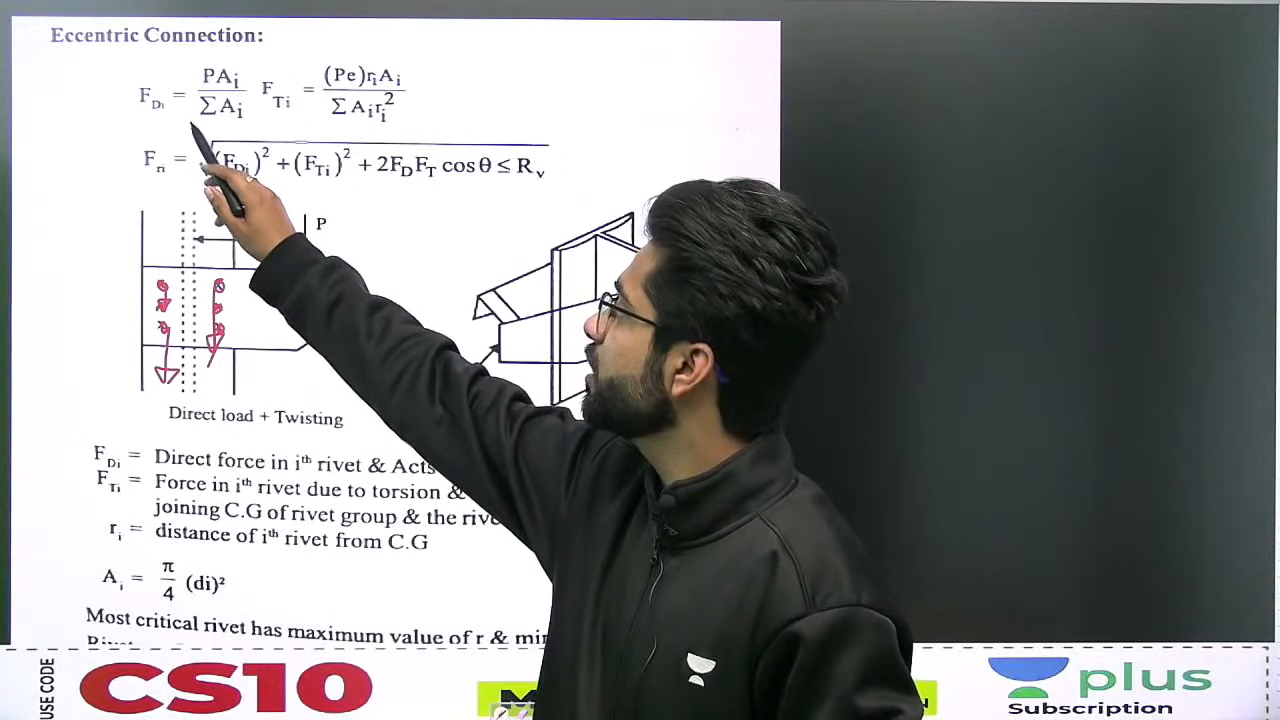 Eccentric Connection:
F_Di = PA_i / ΣA_i  F_Ti = (Pe)r_iA_i / ΣA_ir_i²
F_ri = √(F_Di)² + (F_Ti)² + 2F_DF_T cosθ ≤ R_v
P
Direct load + Twisting
F_Di = Direct force in iᵗʰ rivet & Acts
F_Ti = Force in iᵗʰ rivet due to torsion &
joining C.G of rivet group & the
r_i = distance of iᵗʰ rivet from C.G
A_i = π/4 (di)²
Most critical rivet has maximum value of r &
USE CODE
CS10
plus
Subscription